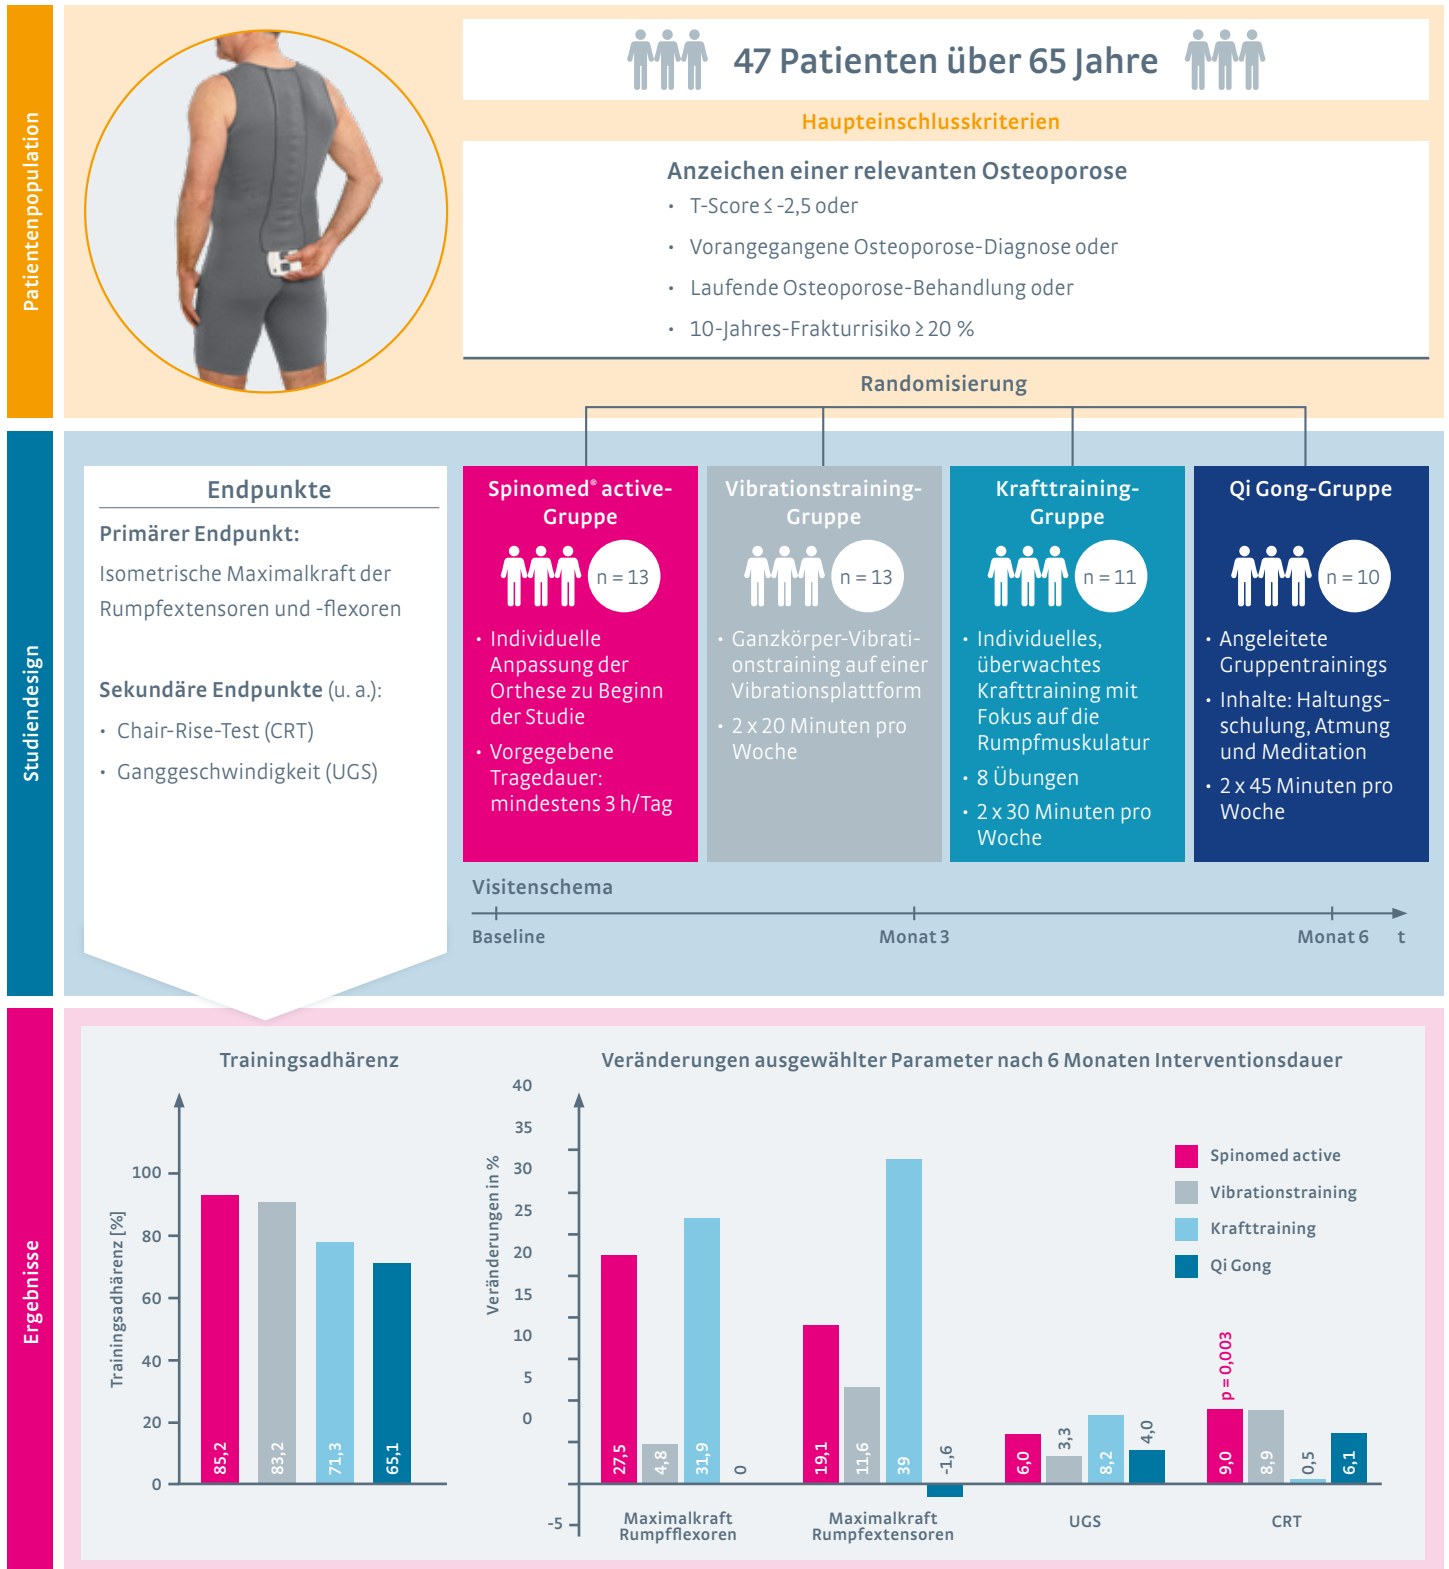 Patientenpopulation
47 Patienten über 65 Jahre
Haupteinschlusskriterien
Anzeichen einer relevanten Osteoporose
• T-Score ≤ -2,5 oder
• Vorangegangene Osteoporose-Diagnose oder
• Laufende Osteoporose-Behandlung oder
• 10-Jahres-Frakturrisiko ≥ 20 %
Randomisierung
Studiendesign
Endpunkte
Primärer Endpunkt:
Isometrische Maximalkraft der
Rumpfextensoren und -flexoren
Sekundäre Endpunkte (u. a.):
• Chair-Rise-Test (CRT)
• Ganggeschwindigkeit (UGS)
Spinomed® active-
Gruppe
n = 13
• Individuelle
Anpassung der
Orthese zu Beginn
der Studie
• Vorgegebene
Tragedauer:
mindestens 3 h/Tag
Vibrationstraining-
Gruppe
n = 13
• Ganzkörper-Vibrati-
onstraining auf einer
Vibrationsplattform
• 2 x 20 Minuten pro
Woche
Krafttraining-
Gruppe
n = 11
• Individuelles,
überwachtes
Krafttraining mit
Fokus auf die
Rumpfmuskulatur
• 8 Übungen
• 2 x 30 Minuten pro
Woche
Qi Gong-Gruppe
n = 10
• Angeleitete
Gruppentrainings
• Inhalte: Haltungs-
schulung, Atmung
und Meditation
• 2 x 45 Minuten pro
Woche
Visitenschema
Baseline
Monat 3
Monat 6
t
Ergebnisse
Trainingsadhärenz
Trainingsadhärenz [%]
100
80
60
40
20
0
85,2
83,2
71,3
65,1
Veränderungen ausgewählter Parameter nach 6 Monaten Interventionsdauer
Veränderungen in %
40
35
30
25
20
15
10
5
0
-5
Spinomed active
Vibrationstraining
Krafttraining
Qi Gong
27,5
4,8
31,9
0
19,1
11,6
39
-1,6
6,0
3,3
8,2
4,0
p = 0,003
9,0
8,9
0,5
6,1
Maximalkraft
Rumpfflexoren
Maximalkraft
Rumpfextensoren
UGS
CRT